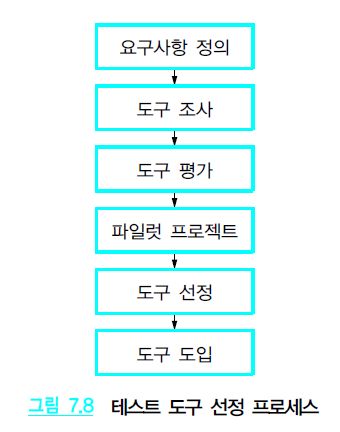 요구사항 정의
도구 조사
도구 평가
파일럿 프로젝트
도구 선정
도구 도입
그림 7.8 테스트 도구 선정 프로세스